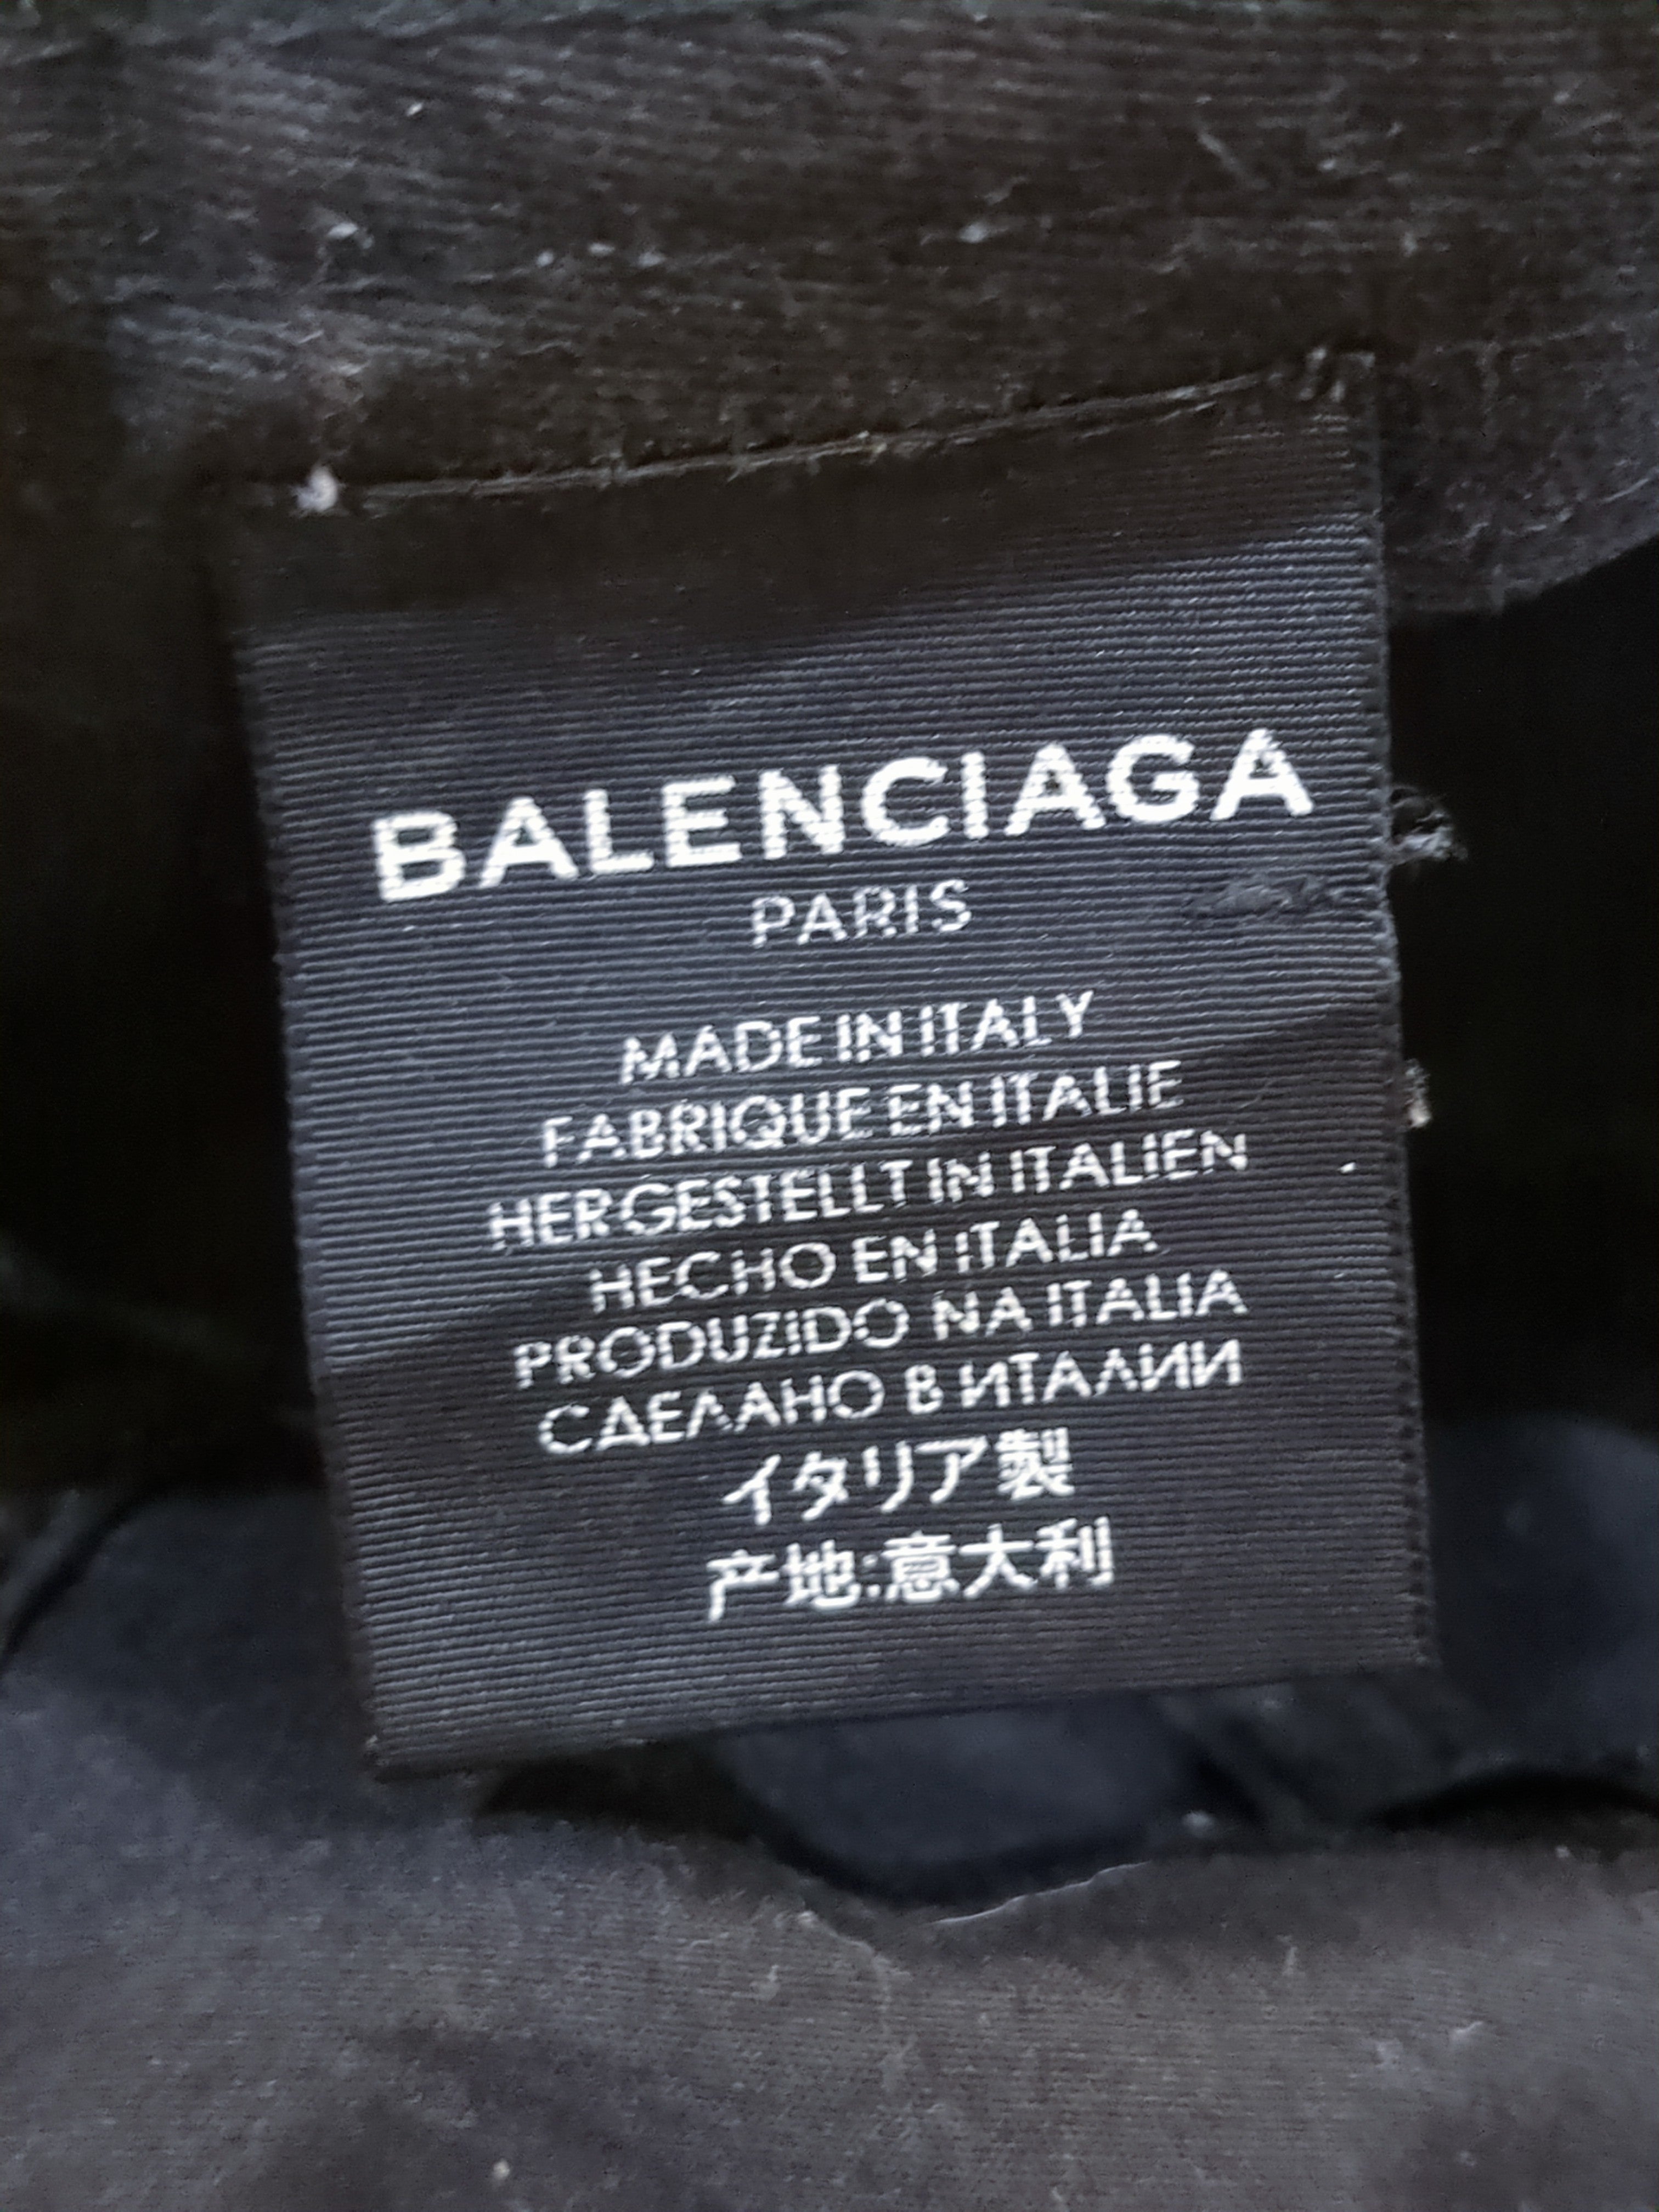 BALENCIAGA
PARIS
MADE IN ITALY
FABRIQUE EN ITALIE
HERGESTELLT IN ITALIEN
HECHO EN ITALIA
PRODUZIDO NA ITALIA
СДЕЛАНО В ИТАЛИИ
イタリア製
产地:意大利